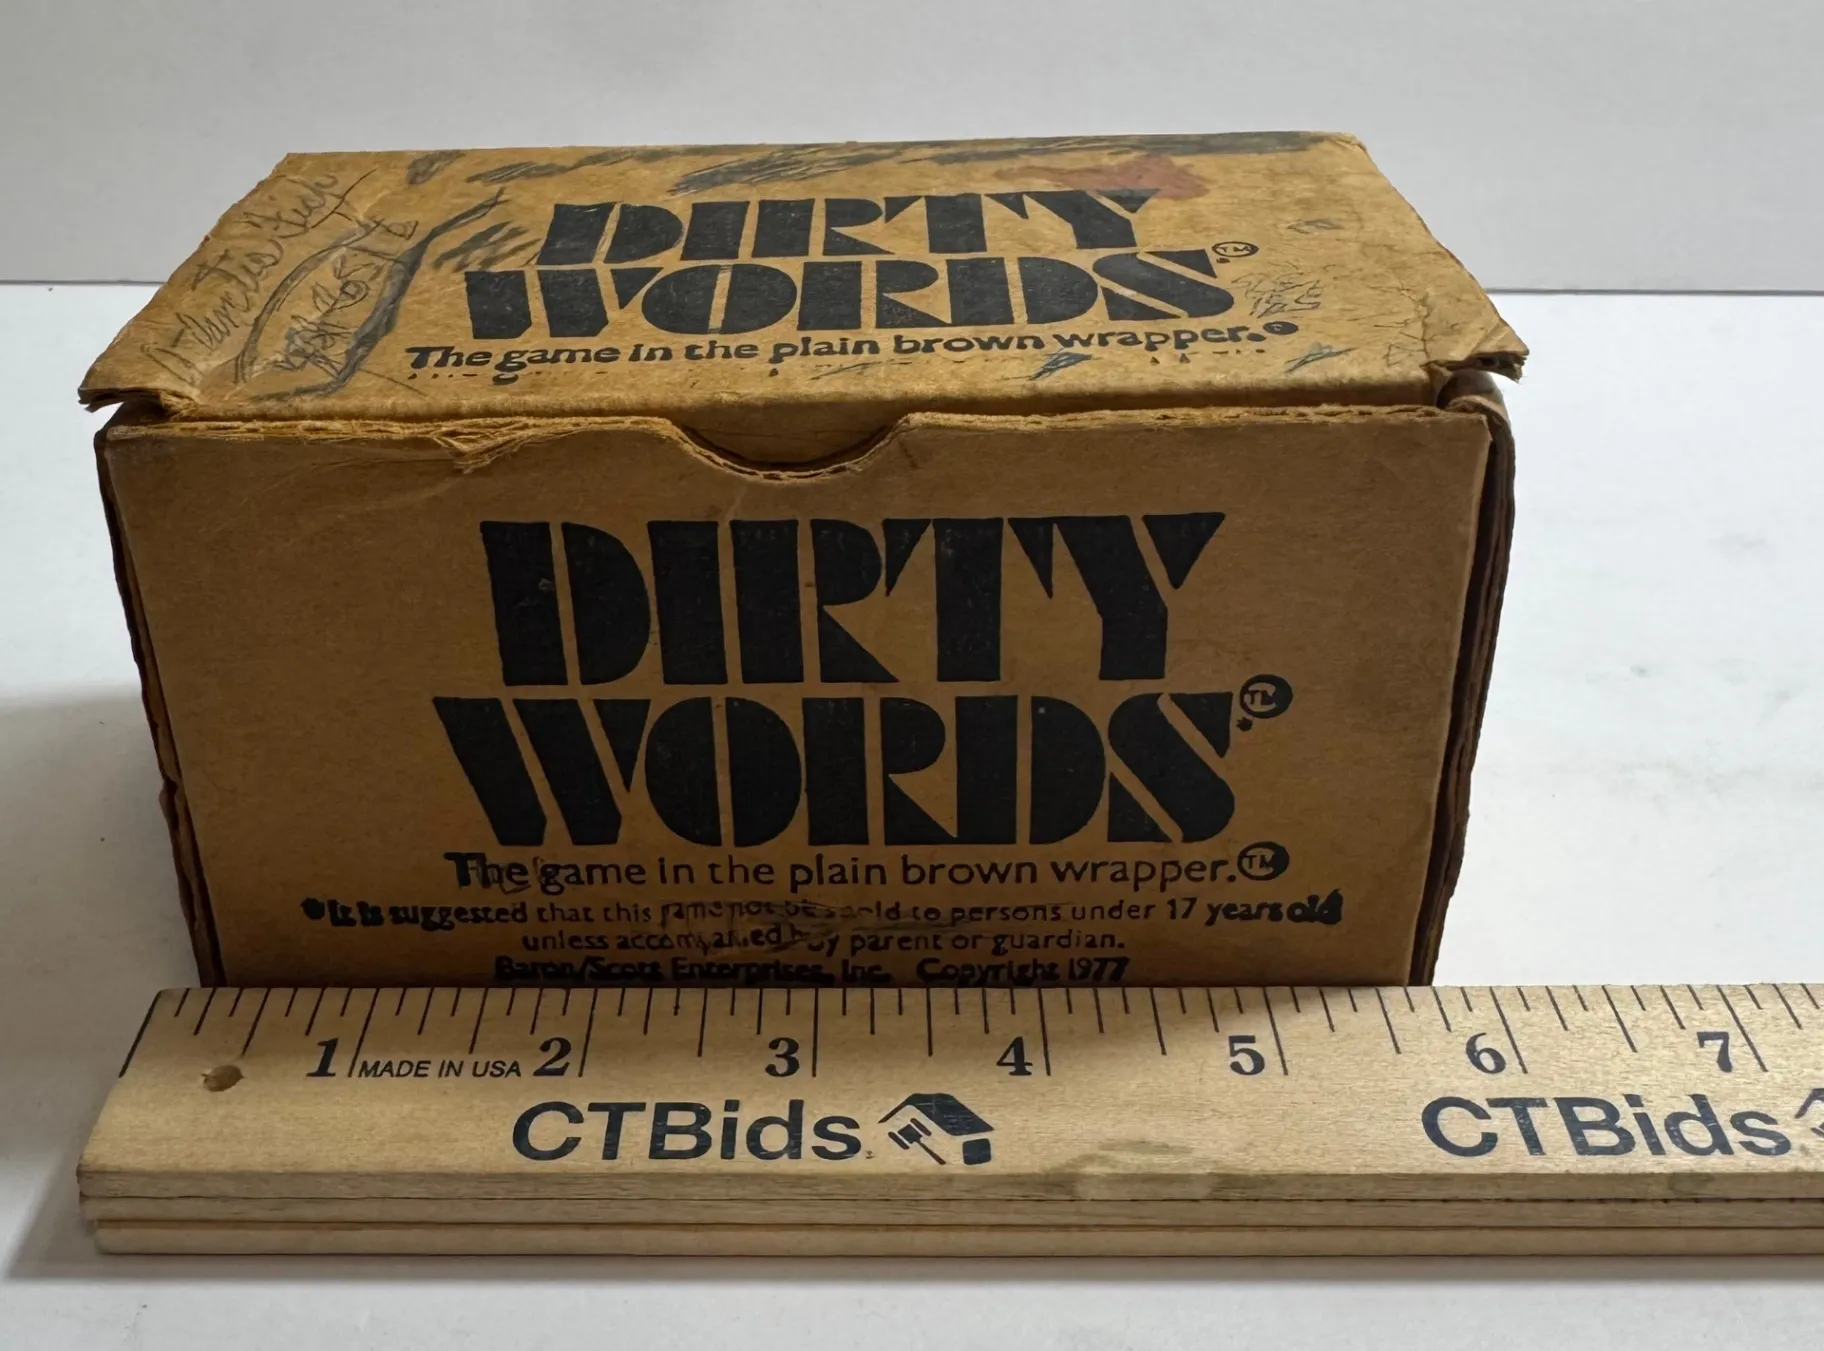 DIRTY
WORDS.™
The game in the plain brown wrapper.
DIRTY
WORDS.™
The game in the plain brown wrapper.™
It is suggested that this game not be sold to persons under 17 years old
unless accompanied by parent or guardian.
Baron/Scott Enterprises, Inc. Copyright 1977
1 MADE IN USA 2 3 4 5 6 7
CTBids CTBids